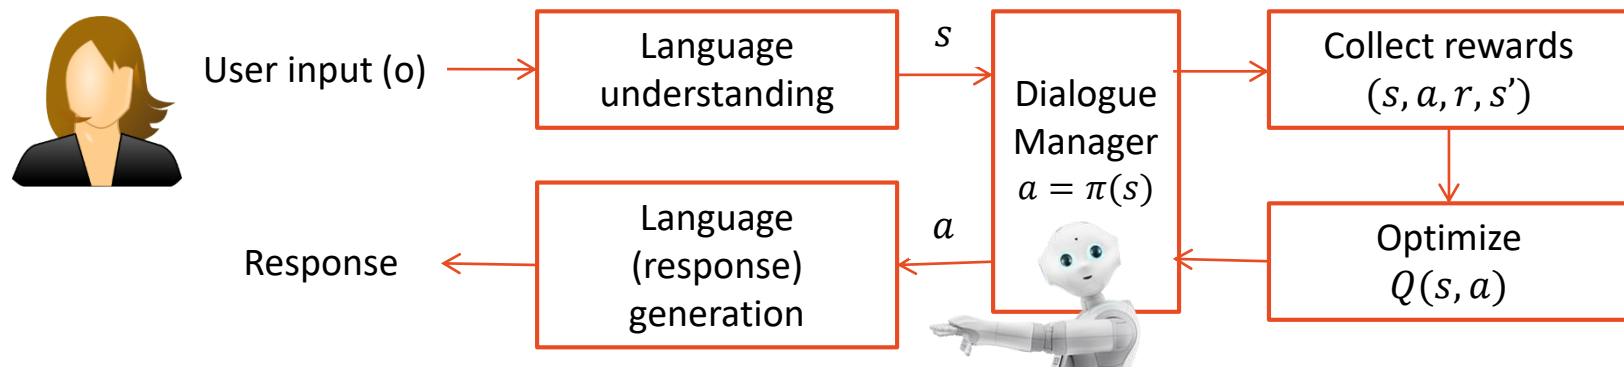 User input (o)
Language
understanding
s
Dialogue
Manager
a = π(s)
Collect rewards
(s, a, r, s’)
Optimize
Q(s, a)
a
Language
(response)
generation
Response